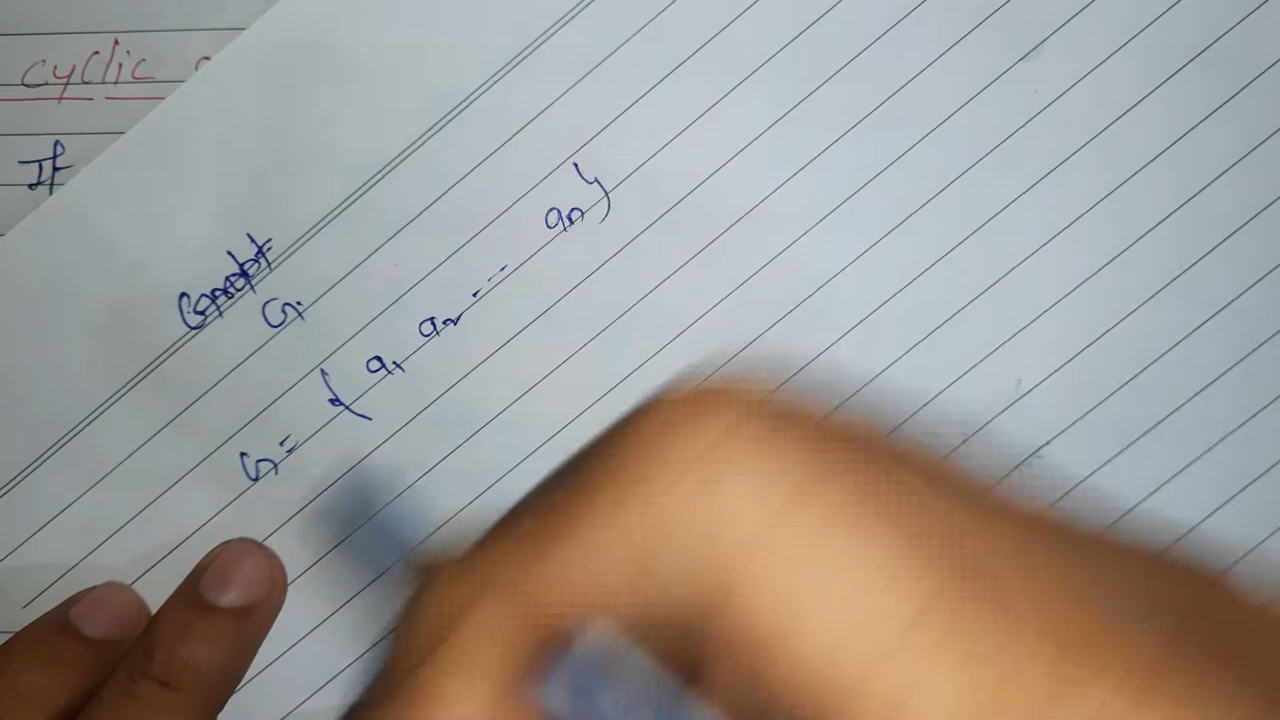 cyclic
If
G
G = { a1 a2 --- an }